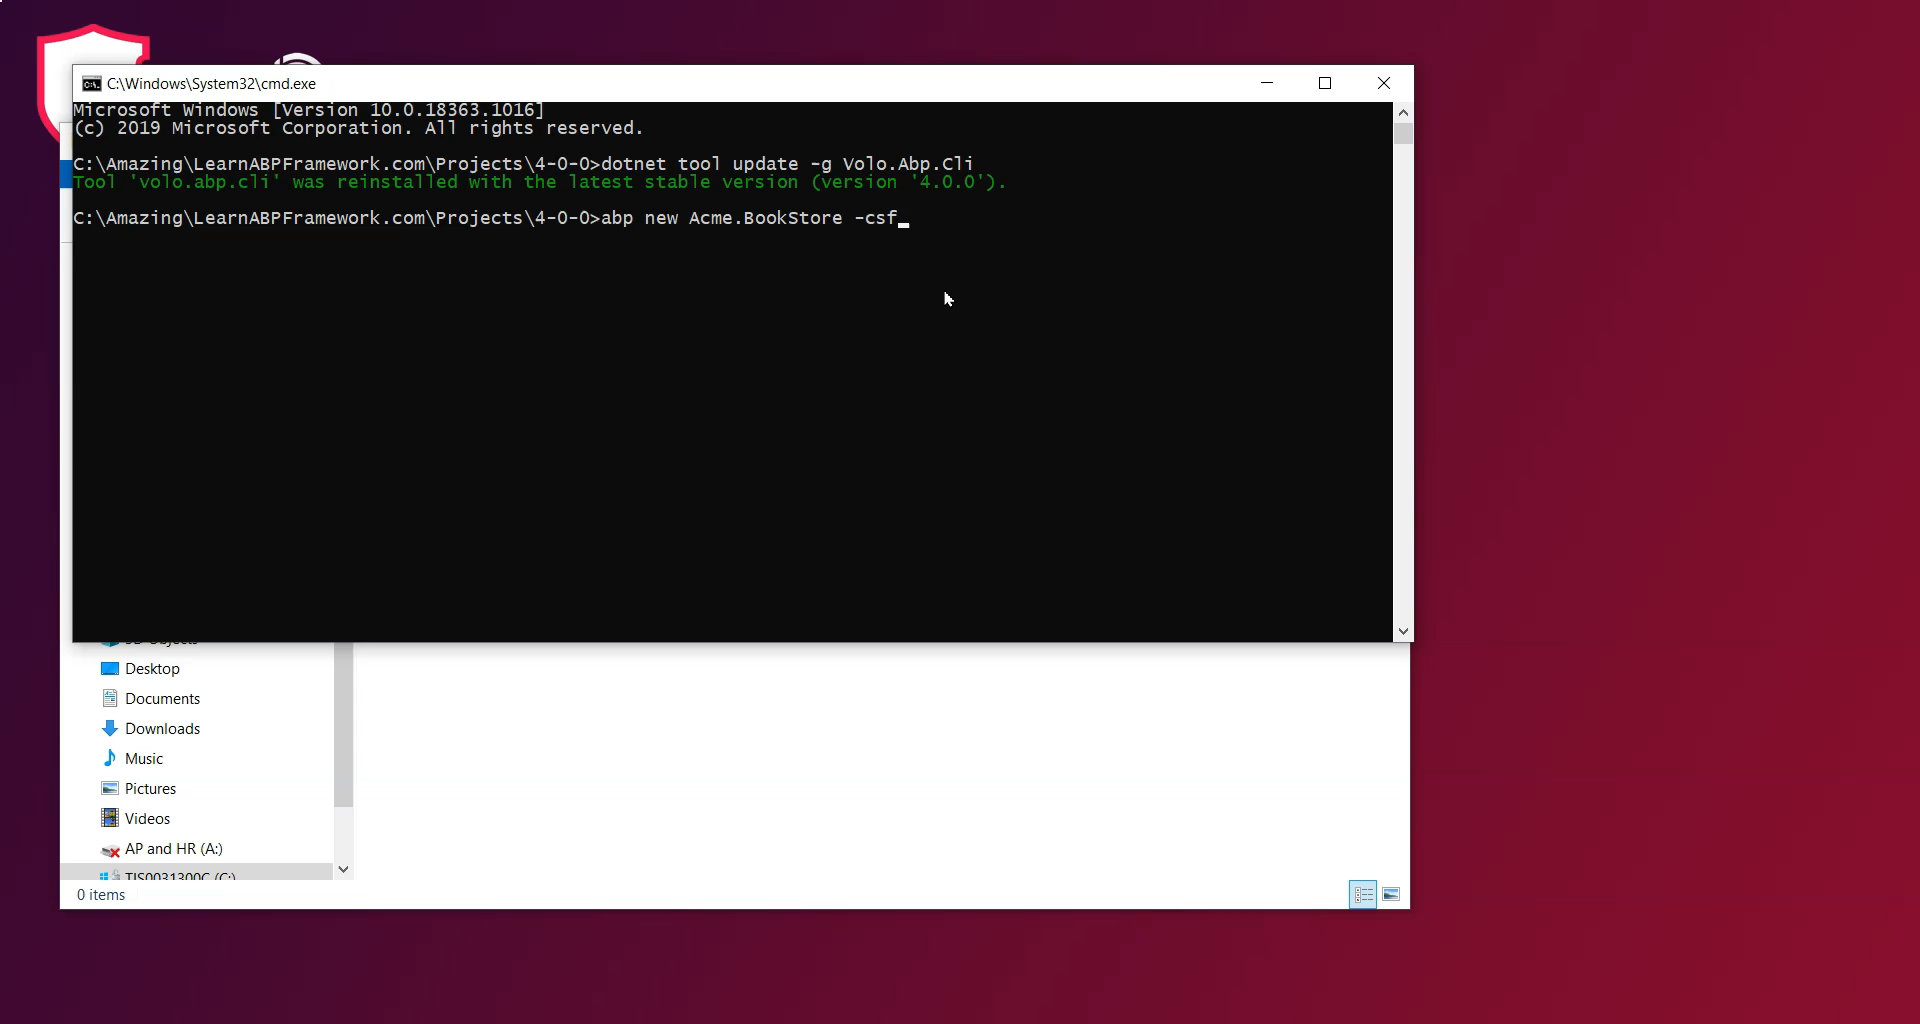 C:\Windows\System32\cmd.exe
Microsoft Windows [Version 10.0.18363.1016]
(c) 2019 Microsoft Corporation. All rights reserved.
C:\Amazing\LearnABPFramework.com\Projects\4-0-0>dotnet tool update -g Volo.Abp.Cli
Tool 'volo.abp.cli' was reinstalled with the latest stable version (version '4.0.0').
C:\Amazing\LearnABPFramework.com\Projects\4-0-0>abp new Acme.BookStore -csf
3D Objects
Desktop
Documents
Downloads
Music
Pictures
Videos
AP and HR (A:)
TIS0031300C (C:)
0 items